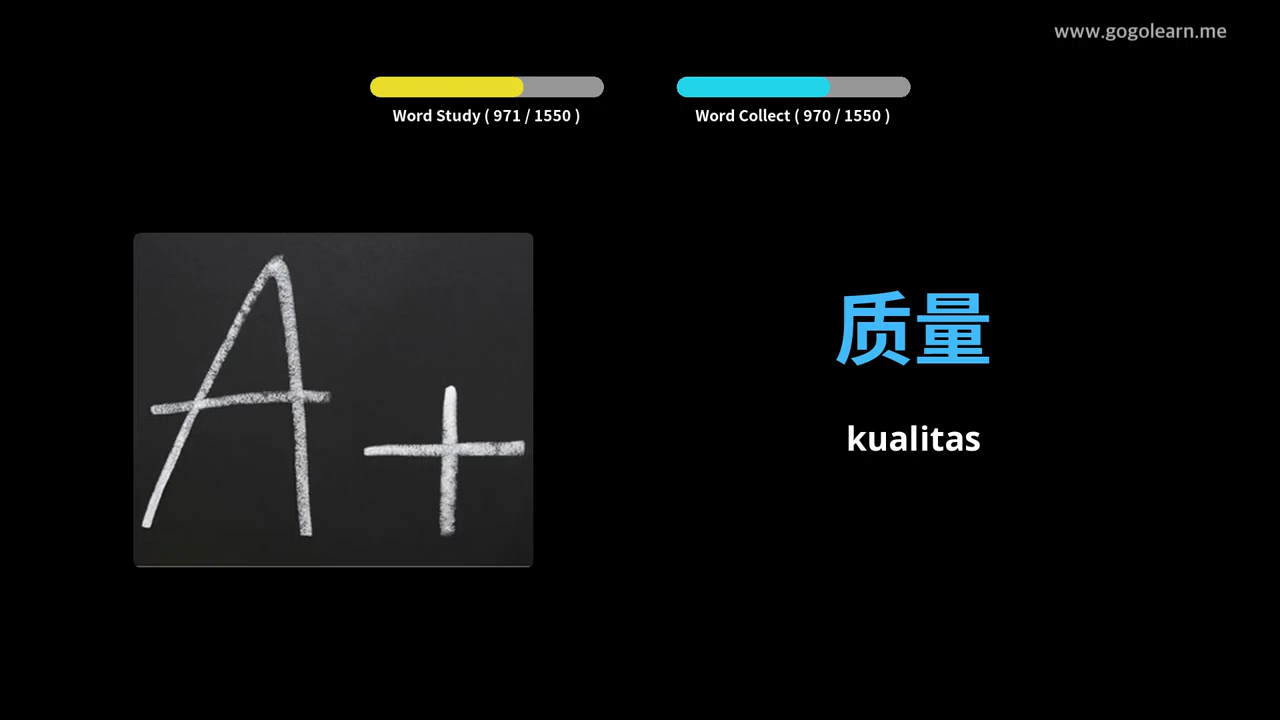 www.gogolearn.me
Word Study ( 971 / 1550 )
Word Collect ( 970 / 1550 )
A+
质量
kualitas